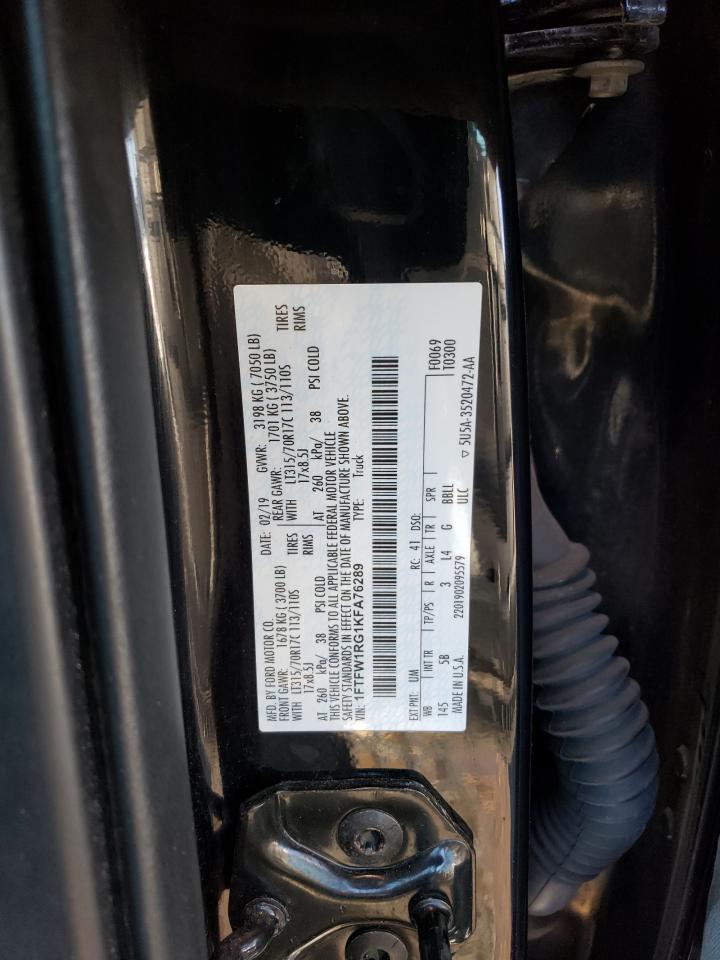 MFD. BY FORD MOTOR CO. DATE: 02/19 GVWR: 3198 KG ( 7050 LB)
FRONT GAWR: 1678 KG ( 3700 LB) REAR GAWR: 1701 KG ( 3750 LB)
WITH LT315/70R17C 113/110S TIRES WITH LT315/70R17C 113/110S TIRES
17x8.5J RIMS 17x8.5J RIMS
AT 260 kPa/ 38 PSI COLD AT 260 kPa/ 38 PSI COLD
THIS VEHICLE CONFORMS TO ALL APPLICABLE FEDERAL MOTOR VEHICLE
SAFETY STANDARDS IN EFFECT ON THE DATE OF MANUFACTURE SHOWN ABOVE.
VIN: 1FTFW1RG1KFA76289 TYPE: Truck
EXT PNT: UM RC: 41 DSO: F0069
WB INT TR TP/PS R AXLE TR SPR T0300
145 5B 3 L4 G BBLL
MADE IN U.S.A. 2201902095579 ULC ▽ 5U5A-3520472-AA